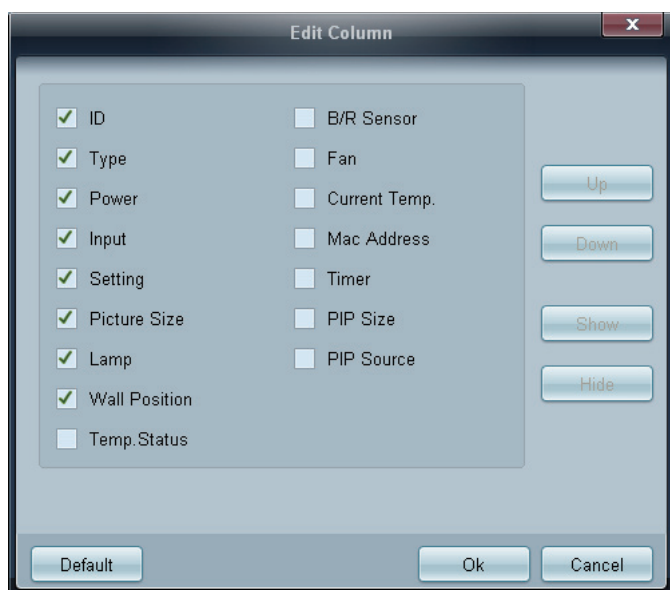 Edit Column
x
ID
Type
Power
Input
Setting
Picture Size
Lamp
Wall Position
Temp.Status
B/R Sensor
Fan
Current Temp.
Mac Address
Timer
PIP Size
PIP Source
Up
Down
Show
Hide
Default
Ok
Cancel